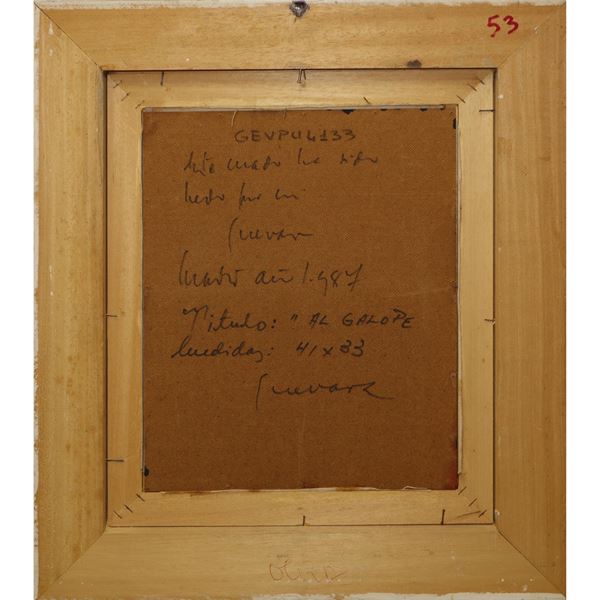 53
GEVPU4133
Este cuadro ha sido
hecho por mi
Guevara
Madrid año 1.987
Titulo: "AL GALOPE
Medidas: 41 x 33
Guevara